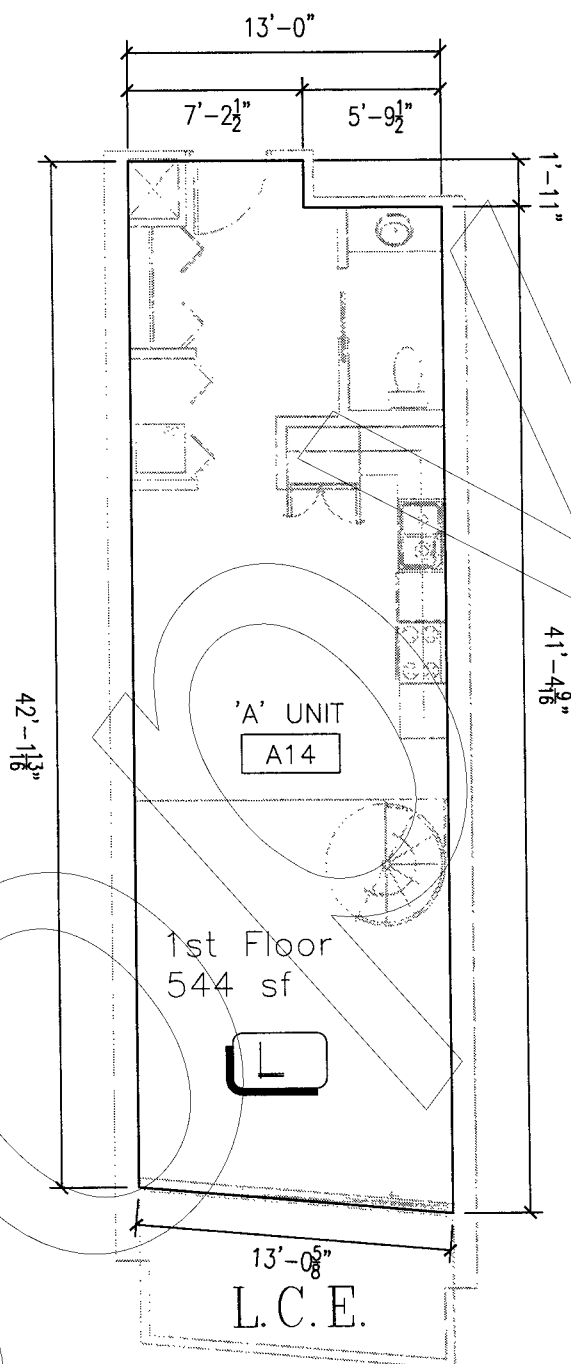 13'-0"
7'-2½" 5'-9½"
1'-11"
41'-4 9/16"
42'-1 13/16"
'A' UNIT
A14
1st Floor
544 sf
L
13'-0⅝"
L.C.E.